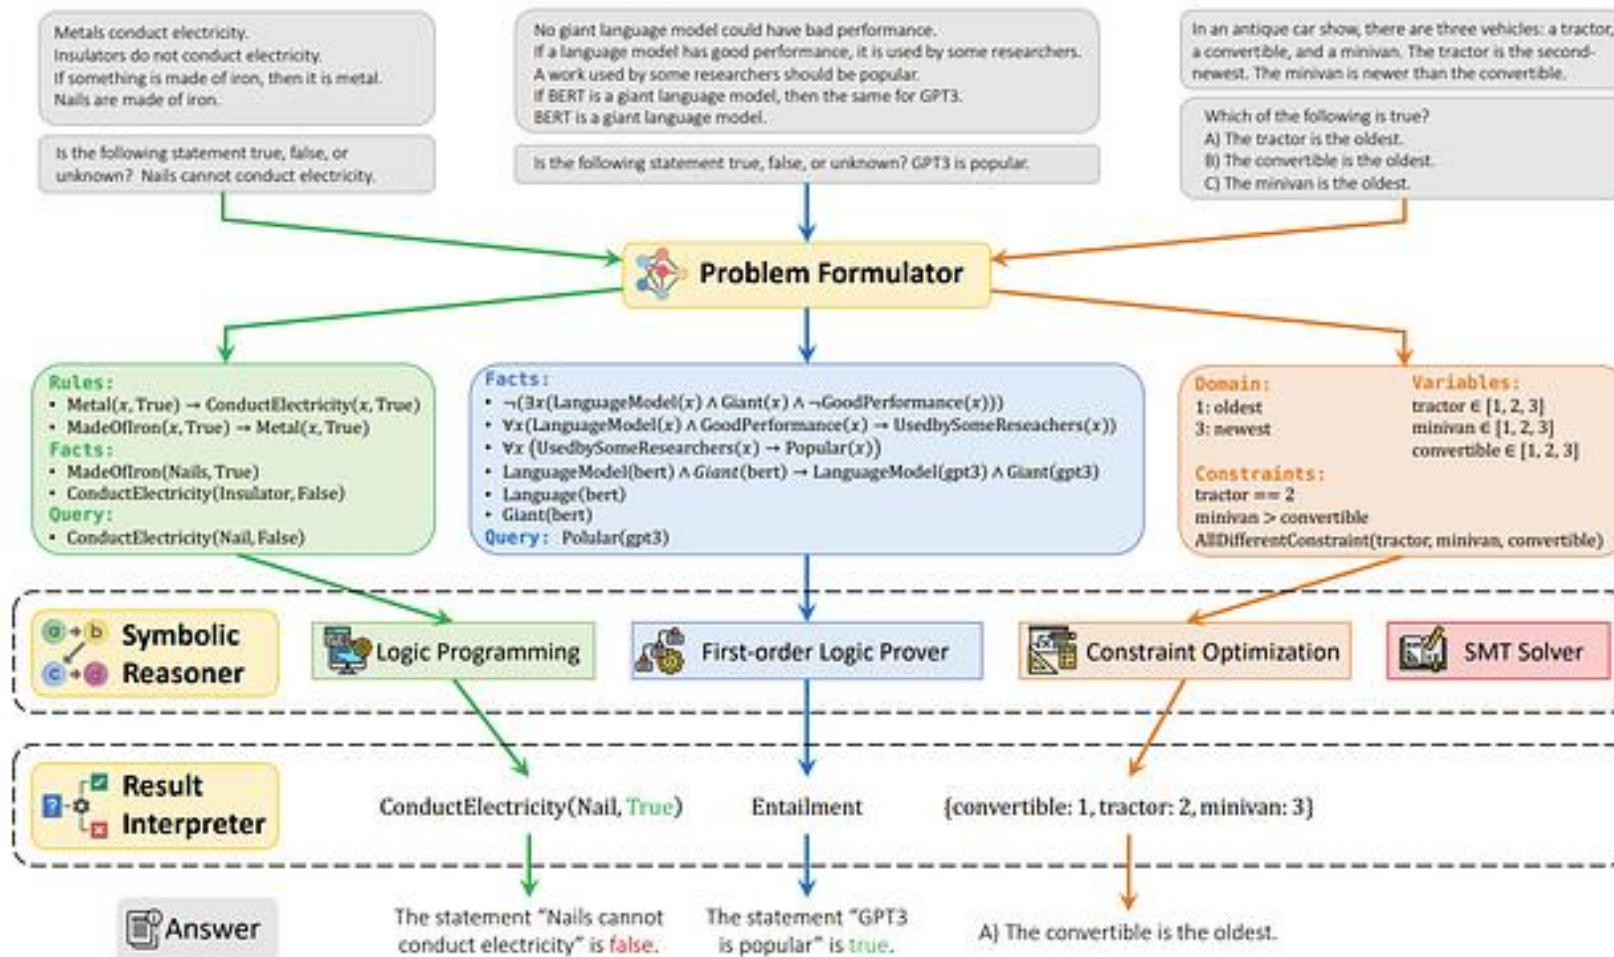 Metals conduct electricity.
Insulators do not conduct electricity.
If something is made of iron, then it is metal.
Nails are made of iron.
Is the following statement true, false, or
unknown? Nails cannot conduct electricity.
No giant language model could have bad performance.
If a language model has good performance, it is used by some researchers.
A work used by some researchers should be popular.
If BERT is a giant language model, then the same for GPT3.
BERT is a giant language model.
Is the following statement true, false, or unknown? GPT3 is popular.
In an antique car show, there are three vehicles: a tractor,
a convertible, and a minivan. The tractor is the second-
newest. The minivan is newer than the convertible.
Which of the following is true?
A) The tractor is the oldest.
B) The convertible is the oldest.
C) The minivan is the oldest.
Problem Formulator
Rules:
• Metal(x, True) → ConductElectricity(x, True)
• MadeOfIron(x, True) → Metal(x, True)
Facts:
• MadeOfIron(Nails, True)
• ConductElectricity(Insulator, False)
Query:
• ConductElectricity(Nail, False)
Facts:
• ¬(∃x(LanguageModel(x) ∧ Giant(x) ∧ ¬GoodPerformance(x)))
• ∀x(LanguageModel(x) ∧ GoodPerformance(x) → UsedbySomeReseachers(x))
• ∀x (UsedbySomeResearchers(x) → Popular(x))
• LanguageModel(bert) ∧ Giant(bert) → LanguageModel(gpt3) ∧ Giant(gpt3)
• Language(bert)
• Giant(bert)
Query: Polular(gpt3)
Domain:
1: oldest
3: newest
Variables:
tractor ∈ [1, 2, 3]
minivan ∈ [1, 2, 3]
convertible ∈ [1, 2, 3]
Constraints:
tractor == 2
minivan > convertible
AllDifferentConstraint(tractor, minivan, convertible)
Symbolic
Reasoner
a b
c d
Logic Programming
First-order Logic Prover
Constraint Optimization
SMT Solver
Result
Interpreter
?
ConductElectricity(Nail, True)
Entailment
{convertible: 1, tractor: 2, minivan: 3}
Answer
The statement “Nails cannot
conduct electricity” is false.
The statement “GPT3
is popular” is true.
A) The convertible is the oldest.